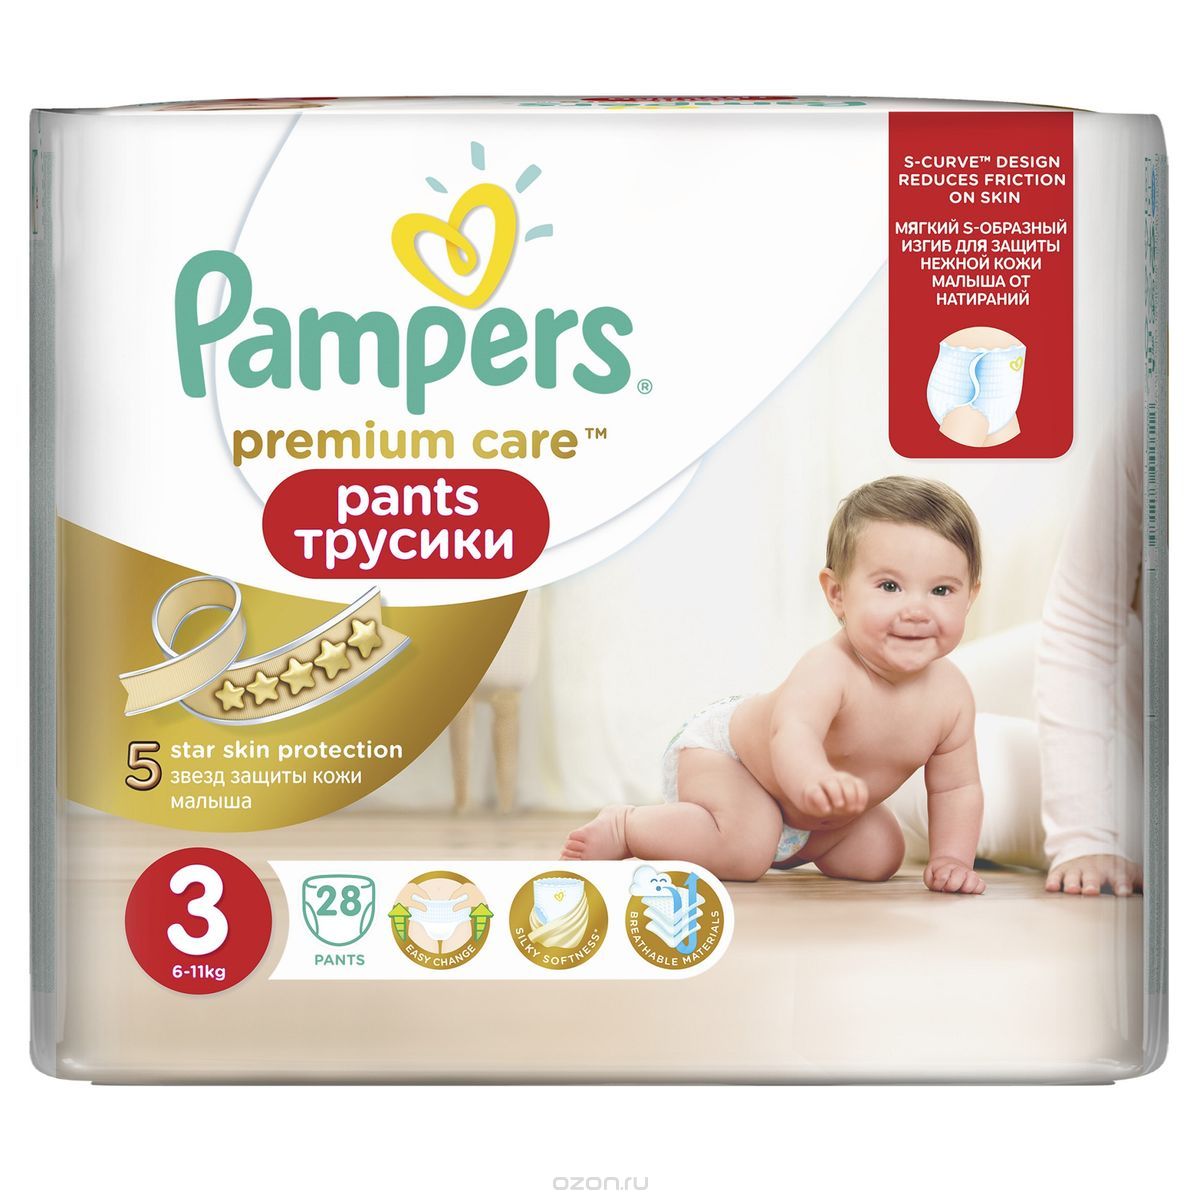 S-CURVE™ DESIGN
REDUCES FRICTION
ON SKIN
МЯГКИЙ S-ОБРАЗНЫЙ
ИЗГИБ ДЛЯ ЗАЩИТЫ
НЕЖНОЙ КОЖИ
МАЛЫША ОТ
НАТИРАНИЙ
Pampers®
premium care™
pants
трусики
5 star skin protection
звезд защиты кожи
малыша
3
6-11kg
28
PANTS
EASY CHANGE
SILKY SOFTNESS*
BREATHABLE MATERIALS
ozon.ru